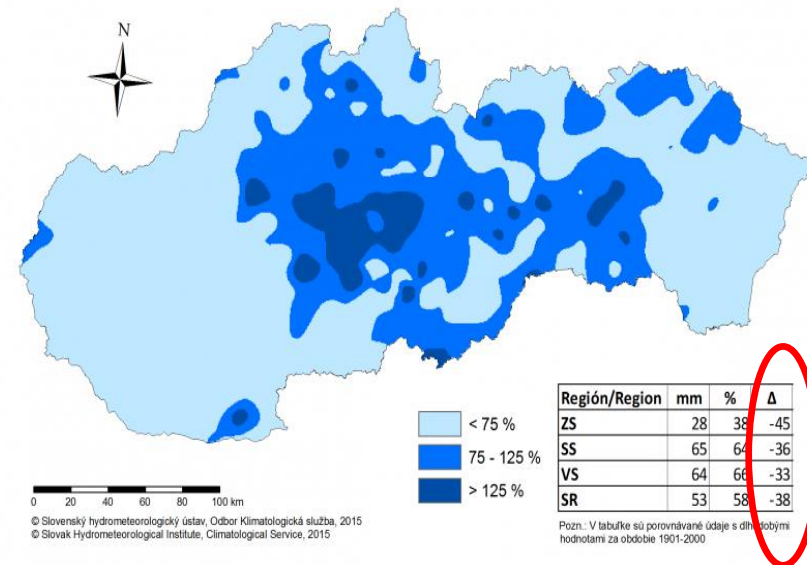 N
< 75 %
75 - 125 %
> 125 %
Región/Region mm % Δ
ZS 28 38 -45
SS 65 64 -36
VS 64 66 -33
SR 53 58 -38
0 20 40 60 80 100 km
© Slovenský hydrometeorologický ústav, Odbor Klimatologická služba, 2015
© Slovak Hydrometeorological Institute, Climatological Service, 2015
Pozn.: V tabuľke sú porovnávané údaje s dlhodobými
hodnotami za obdobie 1901-2000